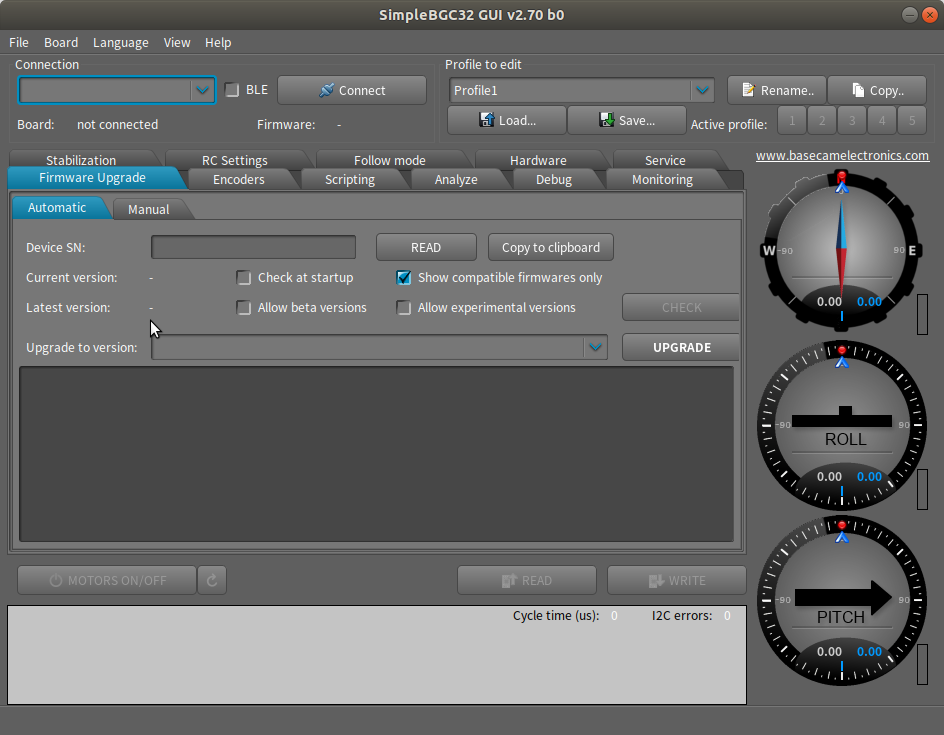 SimpleBGC32 GUI v2.70 b0
File Board Language View Help
Connection
BLE
Connect
Board: not connected Firmware: -
Profile to edit
Profile1
Rename..
Copy..
Load...
Save...
Active profile: 1 2 3 4 5
Stabilization RC Settings Follow mode Hardware Service
Firmware Upgrade Encoders Scripting Analyze Debug Monitoring
Automatic Manual
Device SN: READ Copy to clipboard
Current version: - Check at startup Show compatible firmwares only
Latest version: - Allow beta versions Allow experimental versions CHECK
Upgrade to version: UPGRADE
MOTORS ON/OFF READ WRITE
Cycle time (us): 0 I2C errors: 0
www.basecamelectronics.com
W -90 90 E
0.00 0.00
-90 90
ROLL
0.00 0.00
-90 90
PITCH
0.00 0.00